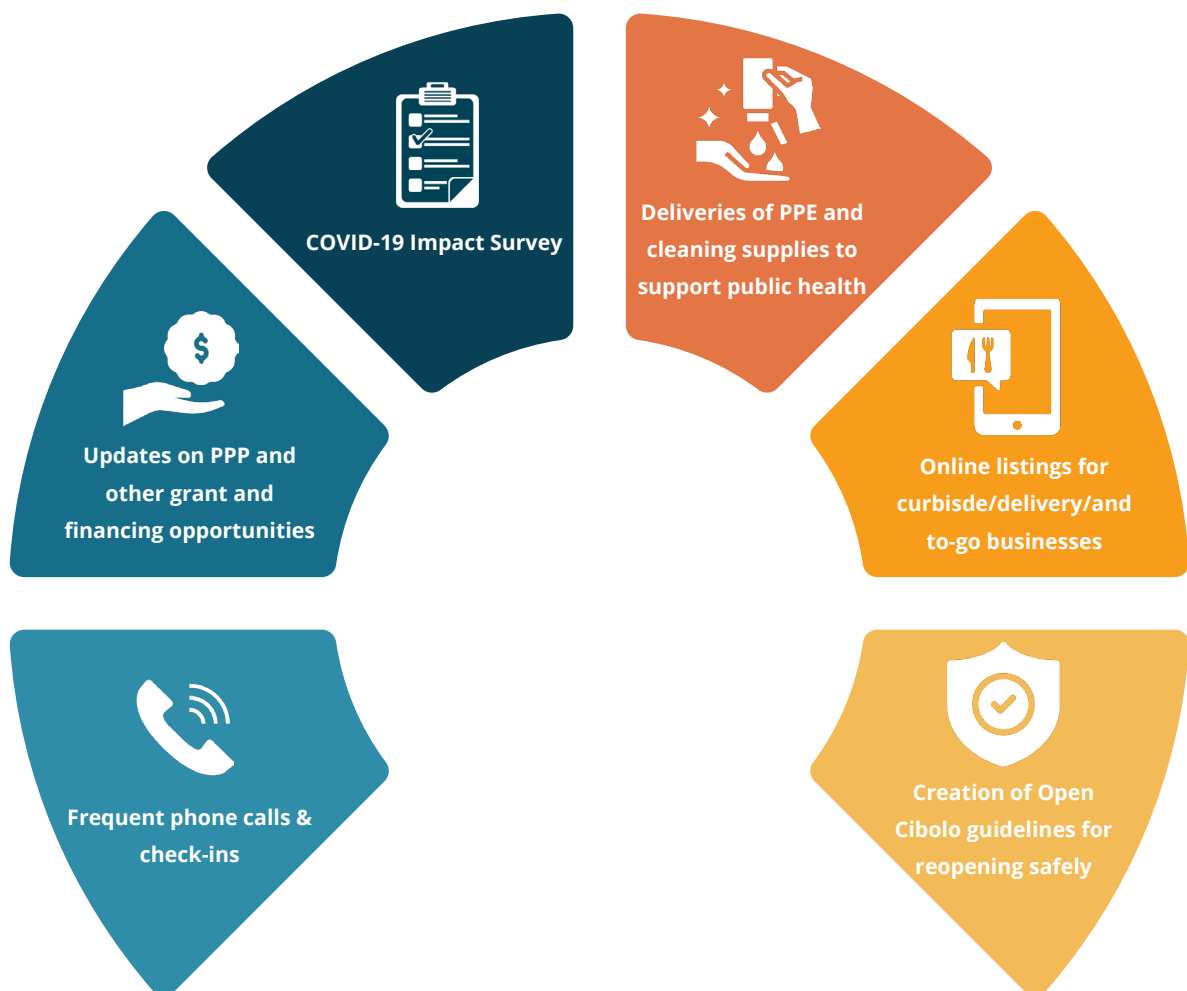 COVID-19 Impact Survey
Deliveries of PPE and
cleaning supplies to
support public health
$
Updates on PPP and
other grant and
financing opportunities
Online listings for
curbisde/delivery/and
to-go businesses
Frequent phone calls &
check-ins
Creation of Open
Cibolo guidelines for
reopening safely